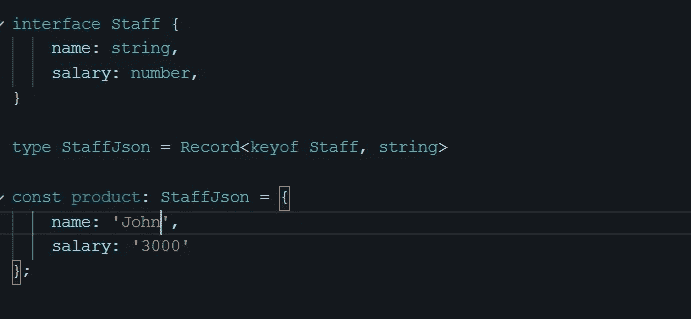 interface Staff {
name: string,
salary: number,
}
type StaffJson = Record<keyof Staff, string>
const product: StaffJson = {
name: 'John',
salary: '3000'
};